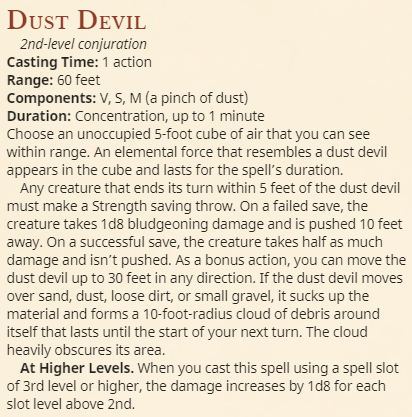 Dust Devil
2nd-level conjuration
Casting Time: 1 action
Range: 60 feet
Components: V, S, M (a pinch of dust)
Duration: Concentration, up to 1 minute
Choose an unoccupied 5-foot cube of air that you can see
within range. An elemental force that resembles a dust devil
appears in the cube and lasts for the spell's duration.
Any creature that ends its turn within 5 feet of the dust devil
must make a Strength saving throw. On a failed save, the
creature takes 1d8 bludgeoning damage and is pushed 10 feet
away. On a successful save, the creature takes half as much
damage and isn't pushed. As a bonus action, you can move the
dust devil up to 30 feet in any direction. If the dust devil moves
over sand, dust, loose dirt, or small gravel, it sucks up the
material and forms a 10-foot-radius cloud of debris around
itself that lasts until the start of your next turn. The cloud
heavily obscures its area.
At Higher Levels. When you cast this spell using a spell slot
of 3rd level or higher, the damage increases by 1d8 for each
slot level above 2nd.